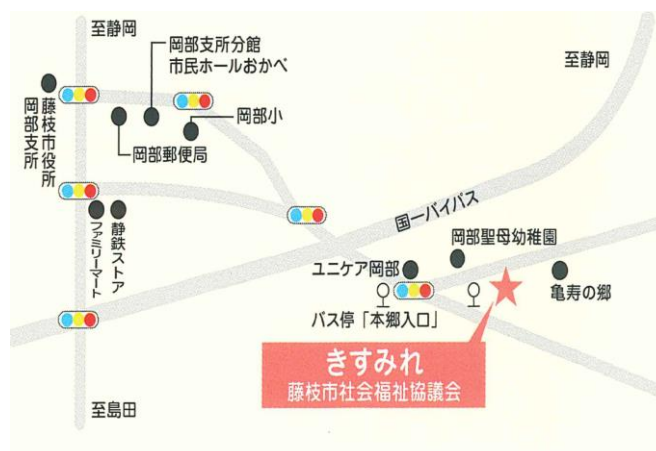 至静岡
岡部支所分館
市民ホールおかべ
至静岡
藤枝市役所
岡部支所
岡部小
岡部郵便局
静鉄ストア
ファミリーマート
国一バイパス
岡部聖母幼稚園
ユニケア岡部
亀寿の郷
バス停「本郷入口」
きすみれ
藤枝市社会福祉協議会
至島田